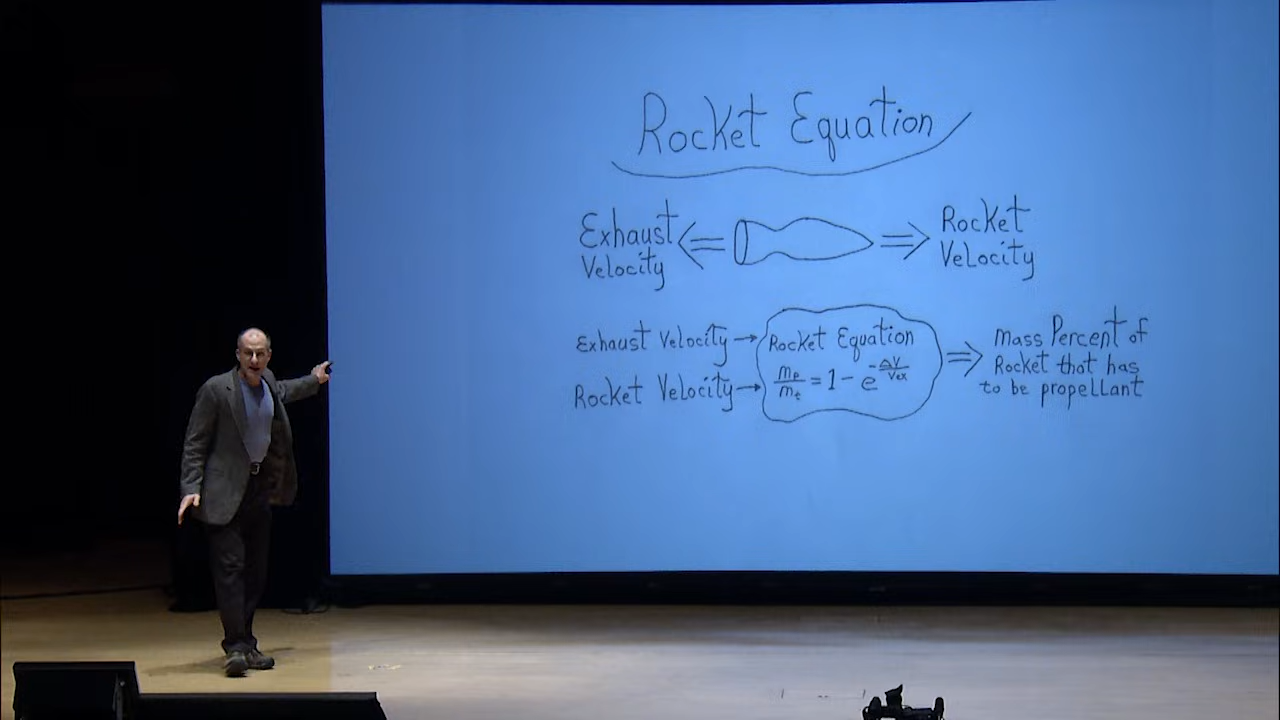 Rocket Equation
Exhaust
Velocity
Rocket
Velocity
Exhaust Velocity → Rocket Equation
Rocket Velocity → mp/mt = 1 - e^(-ΔV/Vex)
⇒ Mass Percent of
Rocket that has
to be propellant